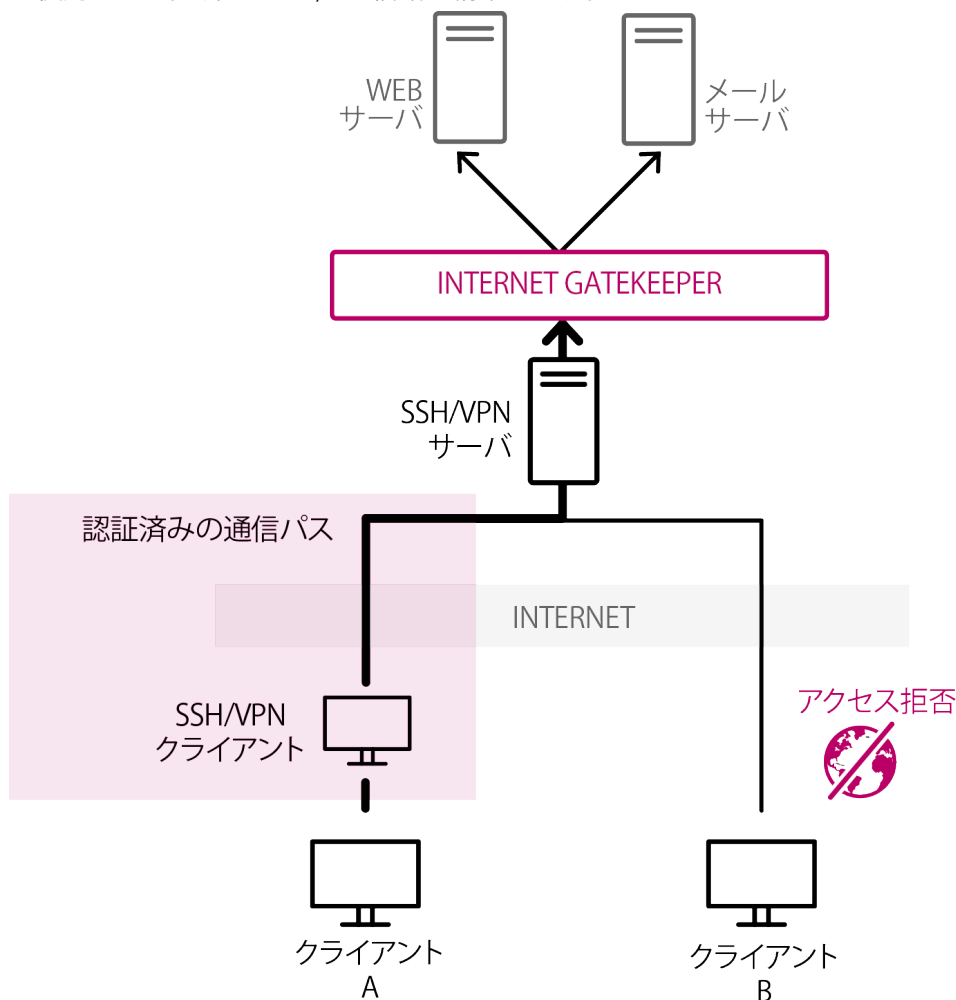 WEB
サーバ
メール
サーバ
INTERNET GATEKEEPER
SSH/VPN
サーバ
認証済みの通信パス
INTERNET
SSH/VPN
クライアント
アクセス拒否
クライアント
A
クライアント
B